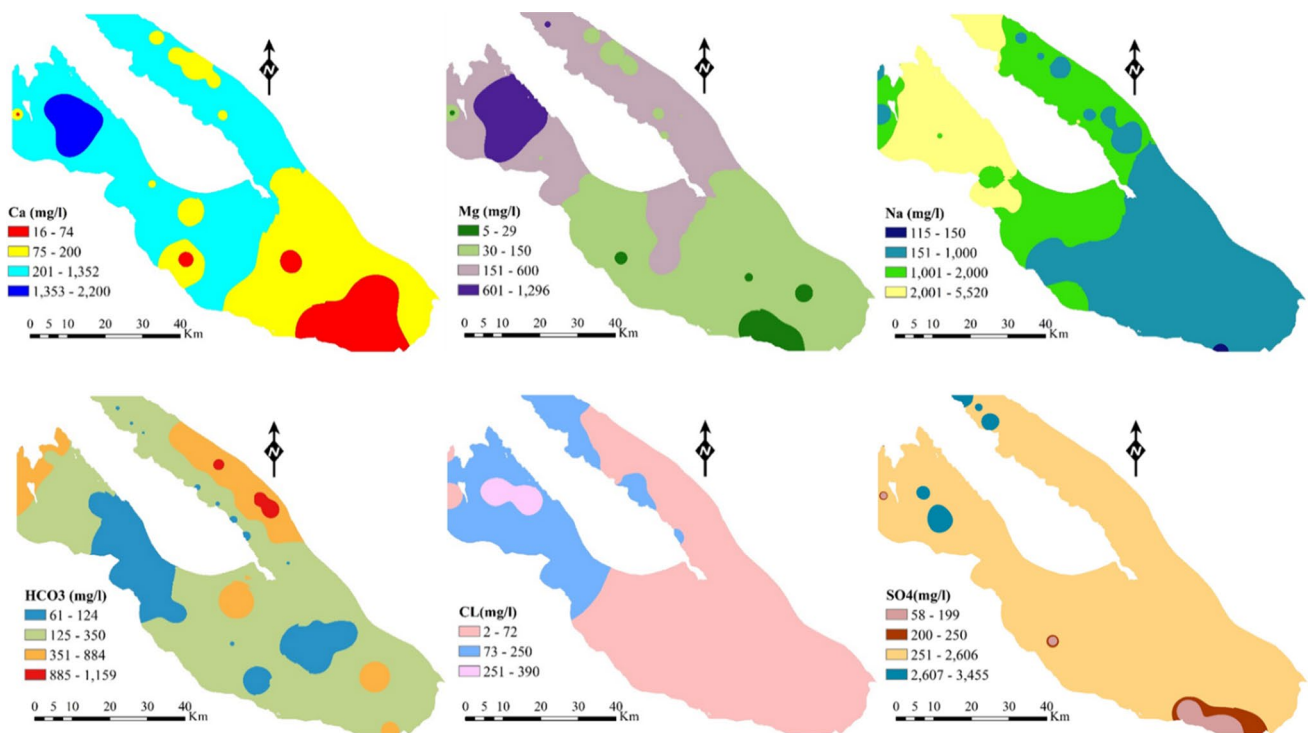 N
Ca (mg/l)
16 - 74
75 - 200
201 - 1,352
1,353 - 2,200
0 5 10 20 30 40
Km
N
Mg (mg/l)
5 - 29
30 - 150
151 - 600
601 - 1,296
0 5 10 20 30 40
Km
N
Na (mg/l)
115 - 150
151 - 1,000
1,001 - 2,000
2,001 - 5,520
0 5 10 20 30 40
Km
N
HCO3 (mg/l)
61 - 124
125 - 350
351 - 884
885 - 1,159
0 5 10 20 30 40
Km
N
CL(mg/l)
2 - 72
73 - 250
251 - 390
0 5 10 20 30 40
Km
N
SO4(mg/l)
58 - 199
200 - 250
251 - 2,606
2,607 - 3,455
0 5 10 20 30 40
Km